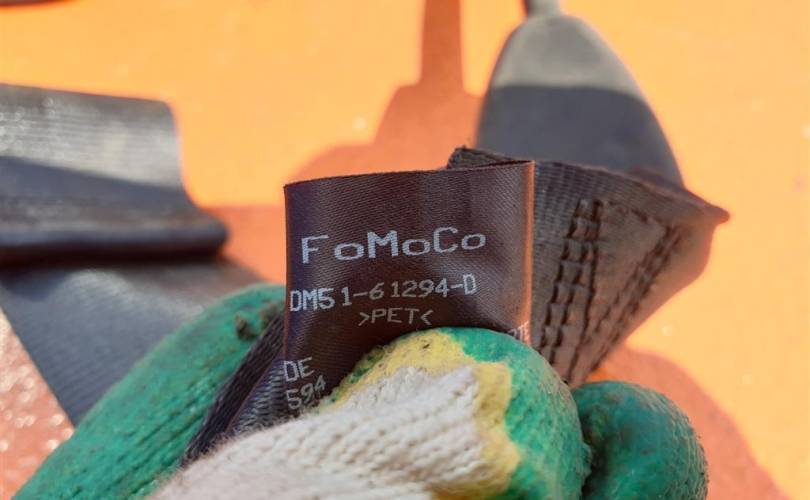 FoMoCo
DM51-61294-D
>PET<
DE
594